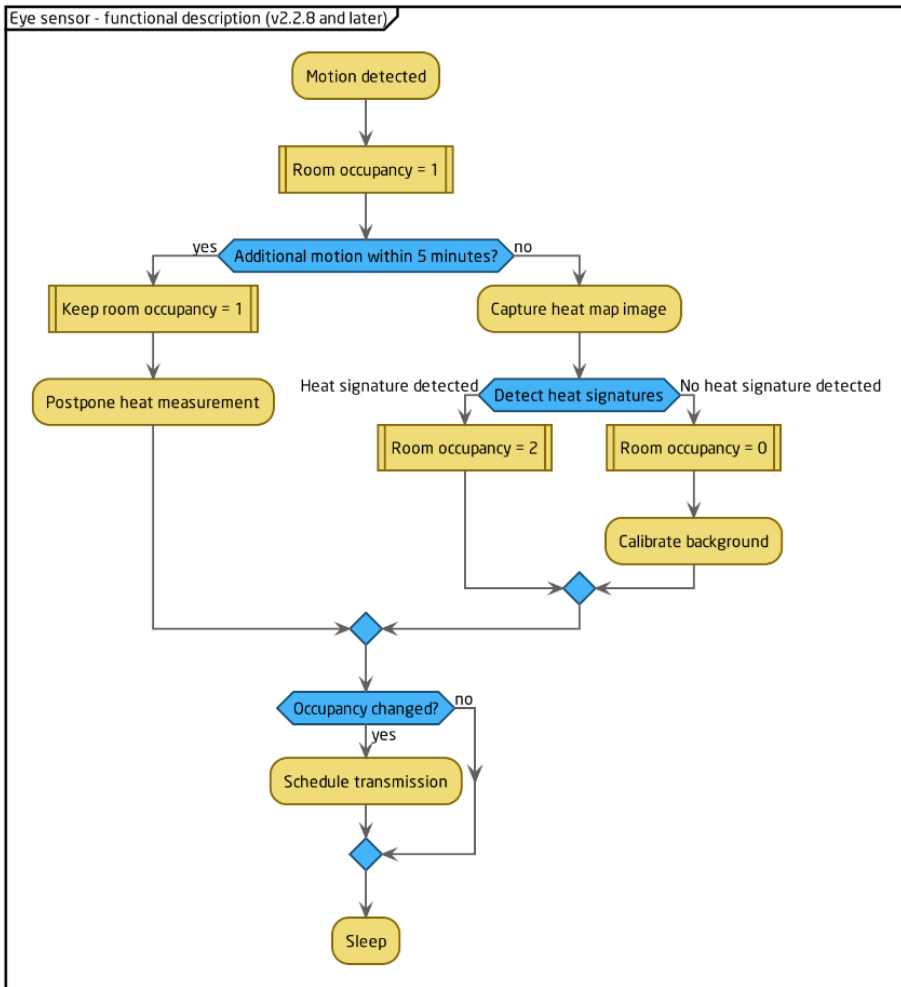 Eye sensor - functional description (v2.2.8 and later)
Motion detected
Room occupancy = 1
yes
Additional motion within 5 minutes?
no
Keep room occupancy = 1
Capture heat map image
Postpone heat measurement
Heat signature detected
Detect heat signatures
No heat signature detected
Room occupancy = 2
Room occupancy = 0
Calibrate background
Occupancy changed?
no
yes
Schedule transmission
Sleep